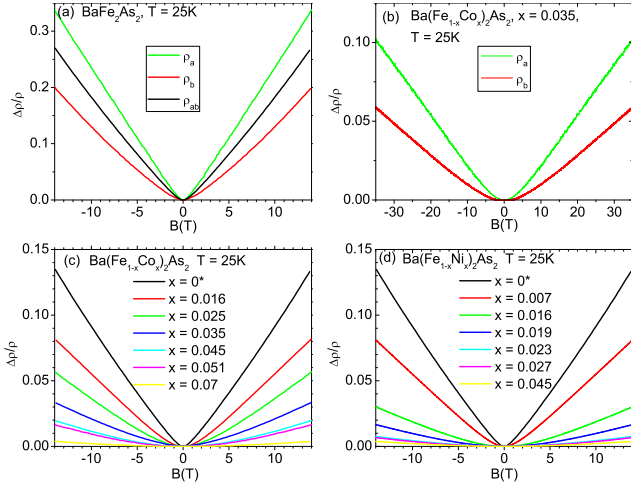 (a) BaFe₂As₂, T = 25K
ρₐ
ρ_b
ρ_ab
Δρ/ρ
0.3
0.2
0.1
0.0
-10 -5 0 5 10
B(T)
(b) Ba(Fe₁₋ₓCoₓ)₂As₂, x = 0.035,
T = 25K
ρₐ
ρ_b
Δρ/ρ
0.10
0.05
0.00
-30 -20 -10 0 10 20 30
B(T)
(c) Ba(Fe₁₋ₓCoₓ)₂As₂ T = 25K
x = 0*
x = 0.016
x = 0.025
x = 0.035
x = 0.045
x = 0.051
x = 0.07
Δρ/ρ
0.15
0.10
0.05
0.00
-10 0 10
B(T)
(d) Ba(Fe₁₋ₓNiₓ)₂As₂ T = 25K
x = 0*
x = 0.007
x = 0.016
x = 0.019
x = 0.023
x = 0.027
x = 0.045
Δρ/ρ
0.15
0.10
0.05
0.00
-10 -5 0 5 10
B(T)